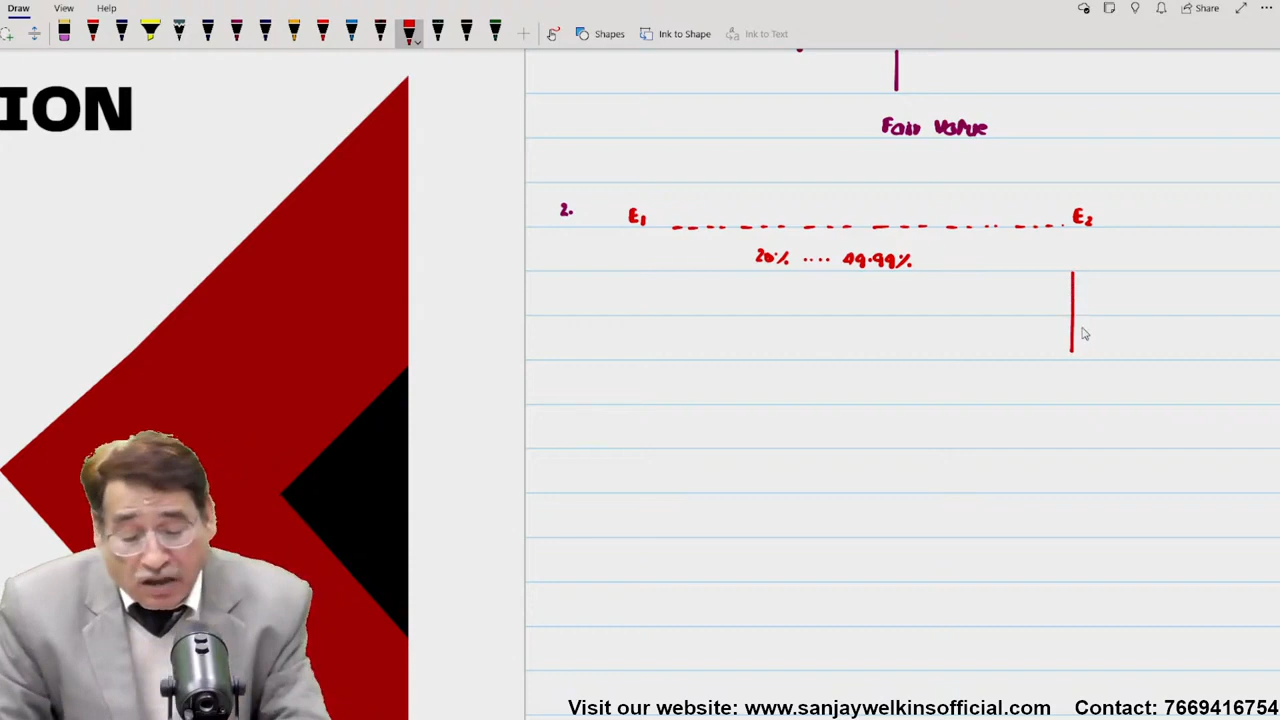 Draw View Help Share
Shapes Ink to Shape Ink to Text
ION
Fair Value
2. E1 E2
20% .... 49.99%
Visit our website: www.sanjaywelkinsofficial.com Contact: 7669416754